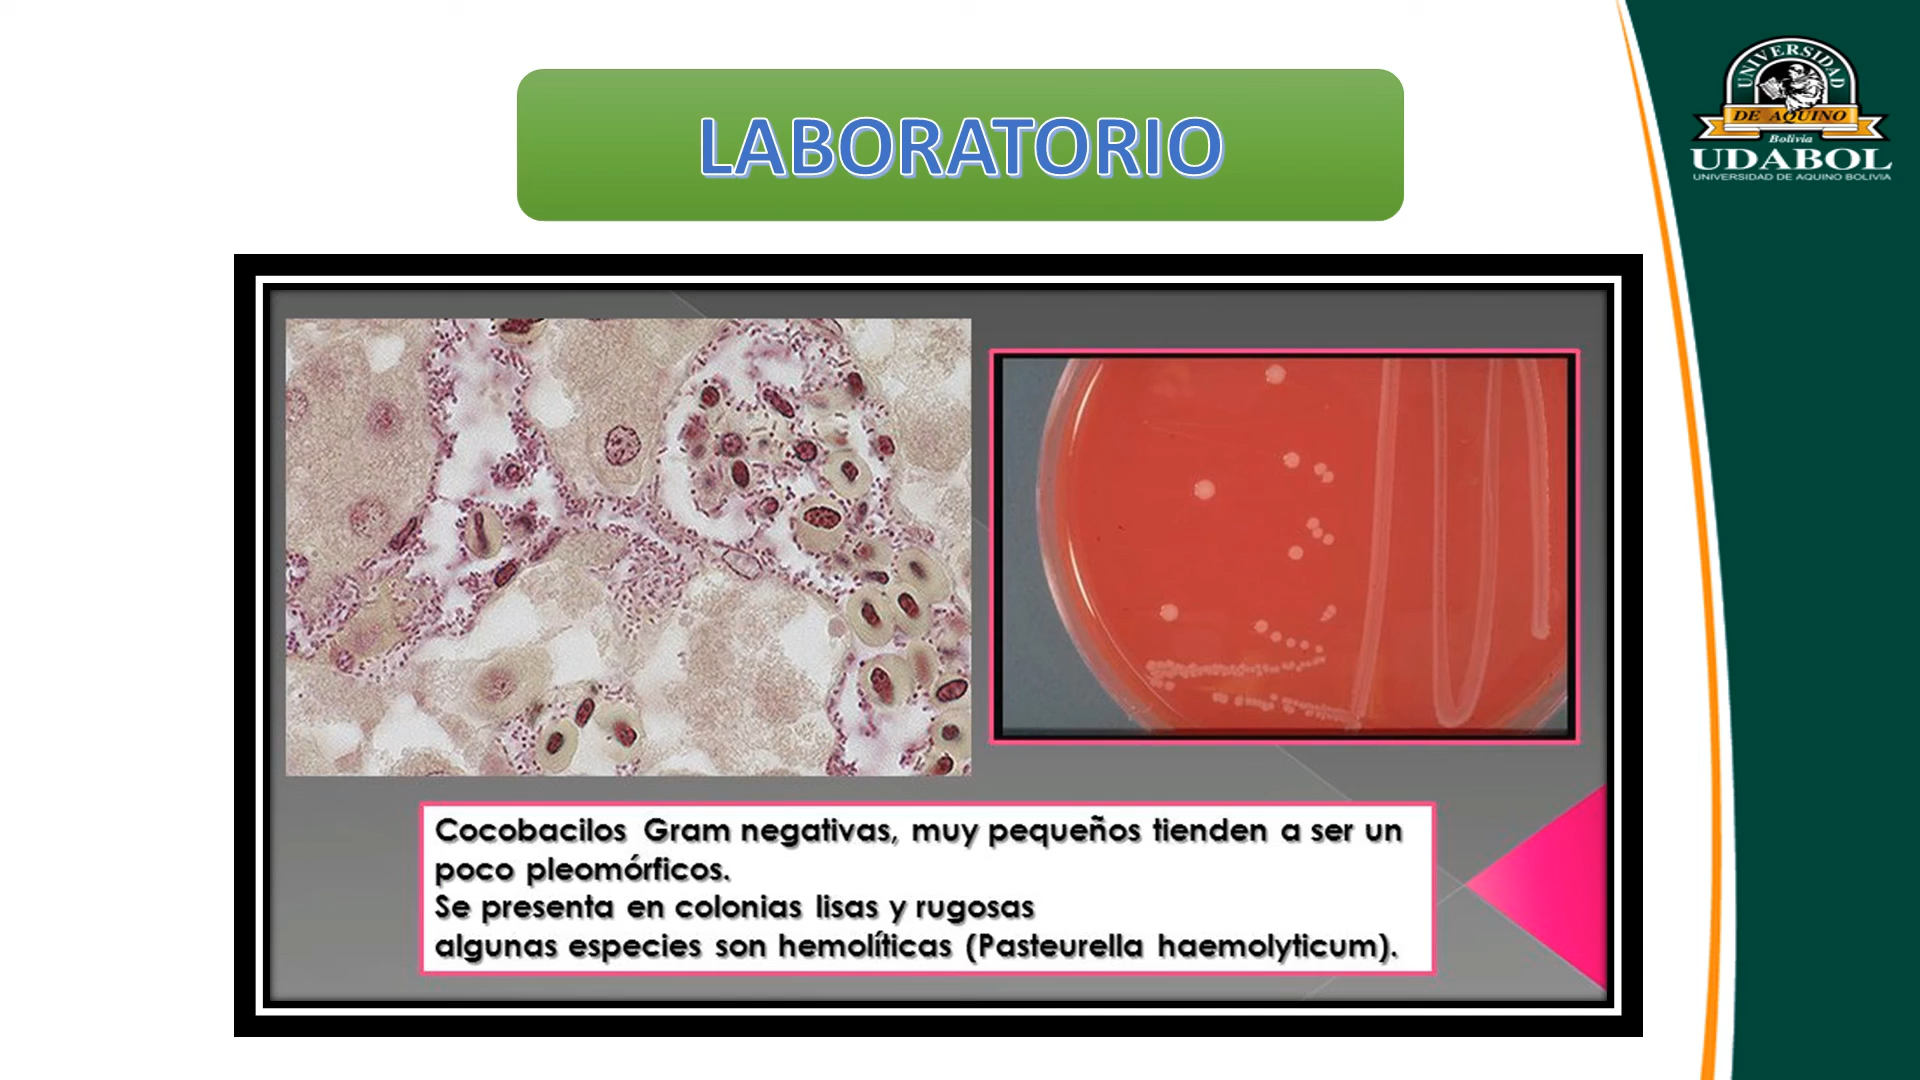 LABORATORIO
UNIVERSIDAD
DE AQUINO
Bolivia
UDABOL
UNIVERSIDAD DE AQUINO BOLIVIA
Cocobacilos Gram negativas, muy pequeños tienden a ser un
poco pleomórficos.
Se presenta en colonias lisas y rugosas
algunas especies son hemolíticas (Pasteurella haemolyticum).